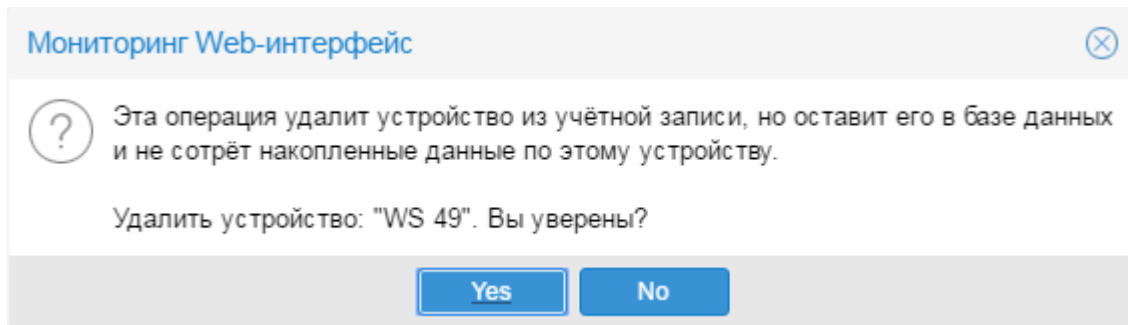 Мониторинг Web-интерфейс
Эта операция удалит устройство из учётной записи, но оставит его в базе данных
и не сотрёт накопленные данные по этому устройству.
Удалить устройство: "WS 49". Вы уверены?
Yes No